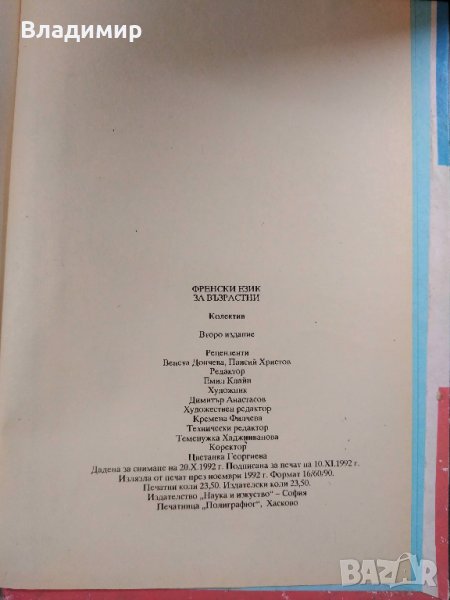 Владимир
ФРЕНСКИ ЕЗИК
ЗА ВЪЗРАСТНИ
Колектив
Второ издание
Рецензенти
Венета Дончева, Паисий Христов
Редактор
Емил Клайн
Художник
Димитър Анастасов
Художествен редактор
Кремена Филчева
Технически редактор
Теменужка Хаджииванова
Коректор
Цветанка Георгиева
Дадена за снимане на 20.X.1992 г. Подписана за печат на 10.XI.1992 г.
Излязла от печат през ноември 1992 г. Формат 16/60/90.
Печатни коли 23,50. Издателски коли 23,50.
Издателство „Наука и изкуство“ – София
Печатница „Полиграфюг“, Хасково
BAZAR